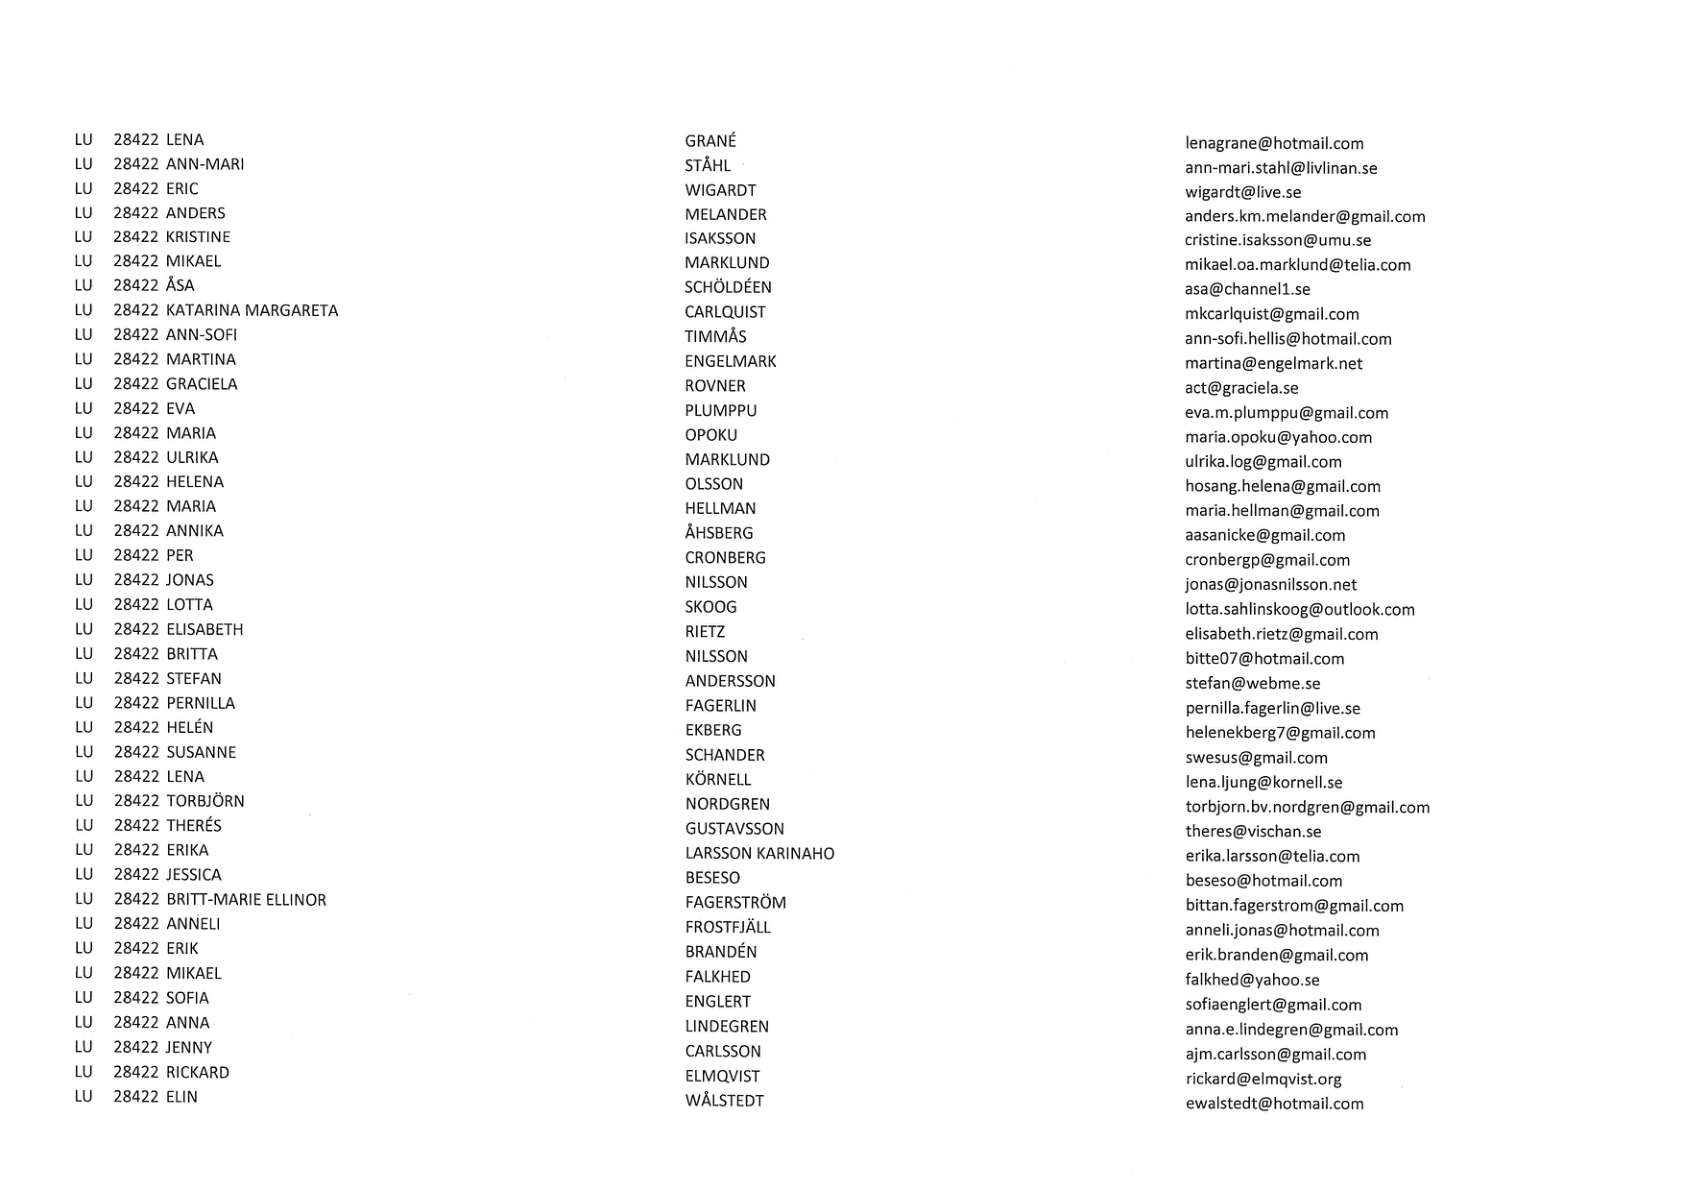 LU 28422 LENA GRANÉ lenagrane@hotmail.com
LU 28422 ANN-MARI STÅHL ann-mari.stahl@livlinan.se
LU 28422 ERIC WIGARDT wigardt@live.se
LU 28422 ANDERS MELANDER anders.km.melander@gmail.com
LU 28422 KRISTINE ISAKSSON cristine.isaksson@umu.se
LU 28422 MIKAEL MARKLUND mikael.oa.marklund@telia.com
LU 28422 ÅSA SCHÖLDÉEN asa@channel1.se
LU 28422 KATARINA MARGARETA CARLQUIST mkcarlquist@gmail.com
LU 28422 ANN-SOFI TIMMÅS ann-sofi.hellis@hotmail.com
LU 28422 MARTINA ENGELMARK martina@engelmark.net
LU 28422 GRACIELA ROVNER act@graciela.se
LU 28422 EVA PLUMPPU eva.m.plumppu@gmail.com
LU 28422 MARIA OPOKU maria.opoku@yahoo.com
LU 28422 ULRIKA MARKLUND ulrika.log@gmail.com
LU 28422 HELENA OLSSON hosang.helena@gmail.com
LU 28422 MARIA HELLMAN maria.hellman@gmail.com
LU 28422 ANNIKA ÅHSBERG aasanicke@gmail.com
LU 28422 PER CRONBERG cronbergp@gmail.com
LU 28422 JONAS NILSSON jonas@jonasnilsson.net
LU 28422 LOTTA SKOOG lotta.sahlinskoog@outlook.com
LU 28422 ELISABETH RIETZ elisabeth.rietz@gmail.com
LU 28422 BRITTA NILSSON bitte07@hotmail.com
LU 28422 STEFAN ANDERSSON stefan@webme.se
LU 28422 PERNILLA FAGERLIN pernilla.fagerlin@live.se
LU 28422 HELÉN EKBERG helenekberg7@gmail.com
LU 28422 SUSANNE SCHANDER swesus@gmail.com
LU 28422 LENA KÖRNELL lena.ljung@kornell.se
LU 28422 TORBJÖRN NORDGREN torbjorn.bv.nordgren@gmail.com
LU 28422 THERÉS GUSTAVSSON theres@vischan.se
LU 28422 ERIKA LARSSON KARINAHO erika.larsson@telia.com
LU 28422 JESSICA BESESO beseso@hotmail.com
LU 28422 BRITT-MARIE ELLINOR FAGERSTRÖM bittan.fagerstrom@gmail.com
LU 28422 ANNELI FROSTFJÄLL anneli.jonas@hotmail.com
LU 28422 ERIK BRANDÉN erik.branden@gmail.com
LU 28422 MIKAEL FALKHED falkhed@yahoo.se
LU 28422 SOFIA ENGLERT sofiaenglert@gmail.com
LU 28422 ANNA LINDEGREN anna.e.lindegren@gmail.com
LU 28422 JENNY CARLSSON ajm.carlsson@gmail.com
LU 28422 RICKARD ELMQVIST rickard@elmqvist.org
LU 28422 ELIN WÅLSTEDT ewalstedt@hotmail.com